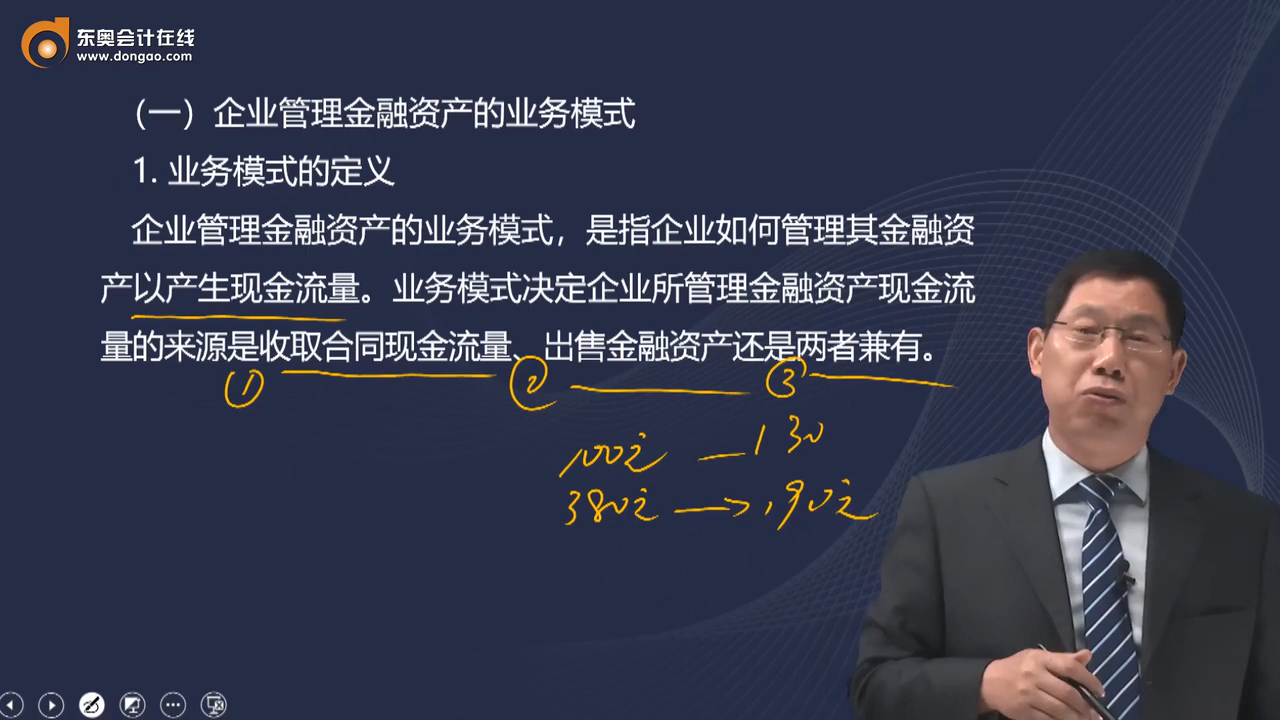 东奥会计在线
www.dongao.com
（一）企业管理金融资产的业务模式
1. 业务模式的定义
企业管理金融资产的业务模式，是指企业如何管理其金融资
产以产生现金流量。业务模式决定企业所管理金融资产现金流
量的来源是收取合同现金流量、出售金融资产还是两者兼有。
① ② ③
100元 — 130
380元 → 190元